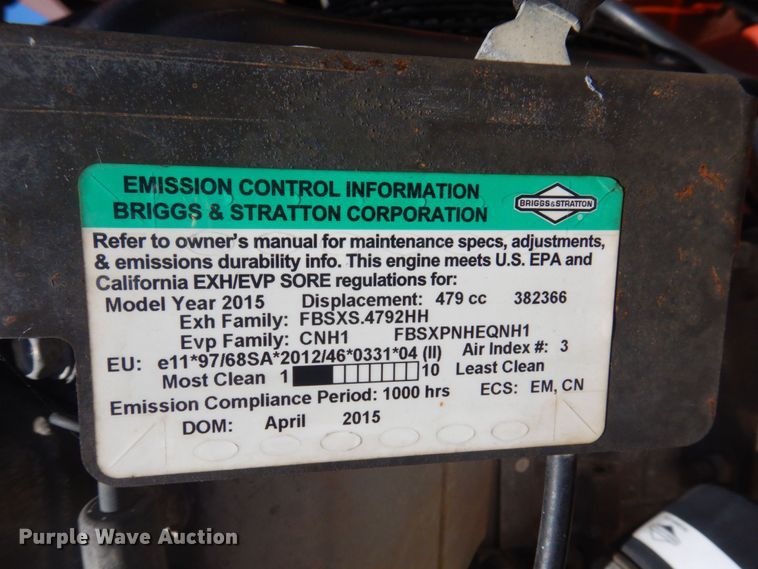 EMISSION CONTROL INFORMATION
BRIGGS & STRATTON CORPORATION
BRIGGS&STRATTON
Refer to owner's manual for maintenance specs, adjustments,
& emissions durability info. This engine meets U.S. EPA and
California EXH/EVP SORE regulations for:
Model Year 2015 Displacement: 479 cc 382366
Exh Family: FBSXS.4792HH
Evp Family: CNH1 FBSXPNHEQNH1
EU: e11*97/68SA*2012/46*0331*04 (II) Air Index #: 3
Most Clean 1 10 Least Clean
Emission Compliance Period: 1000 hrs ECS: EM, CN
DOM: April 2015
Purple Wave Auction